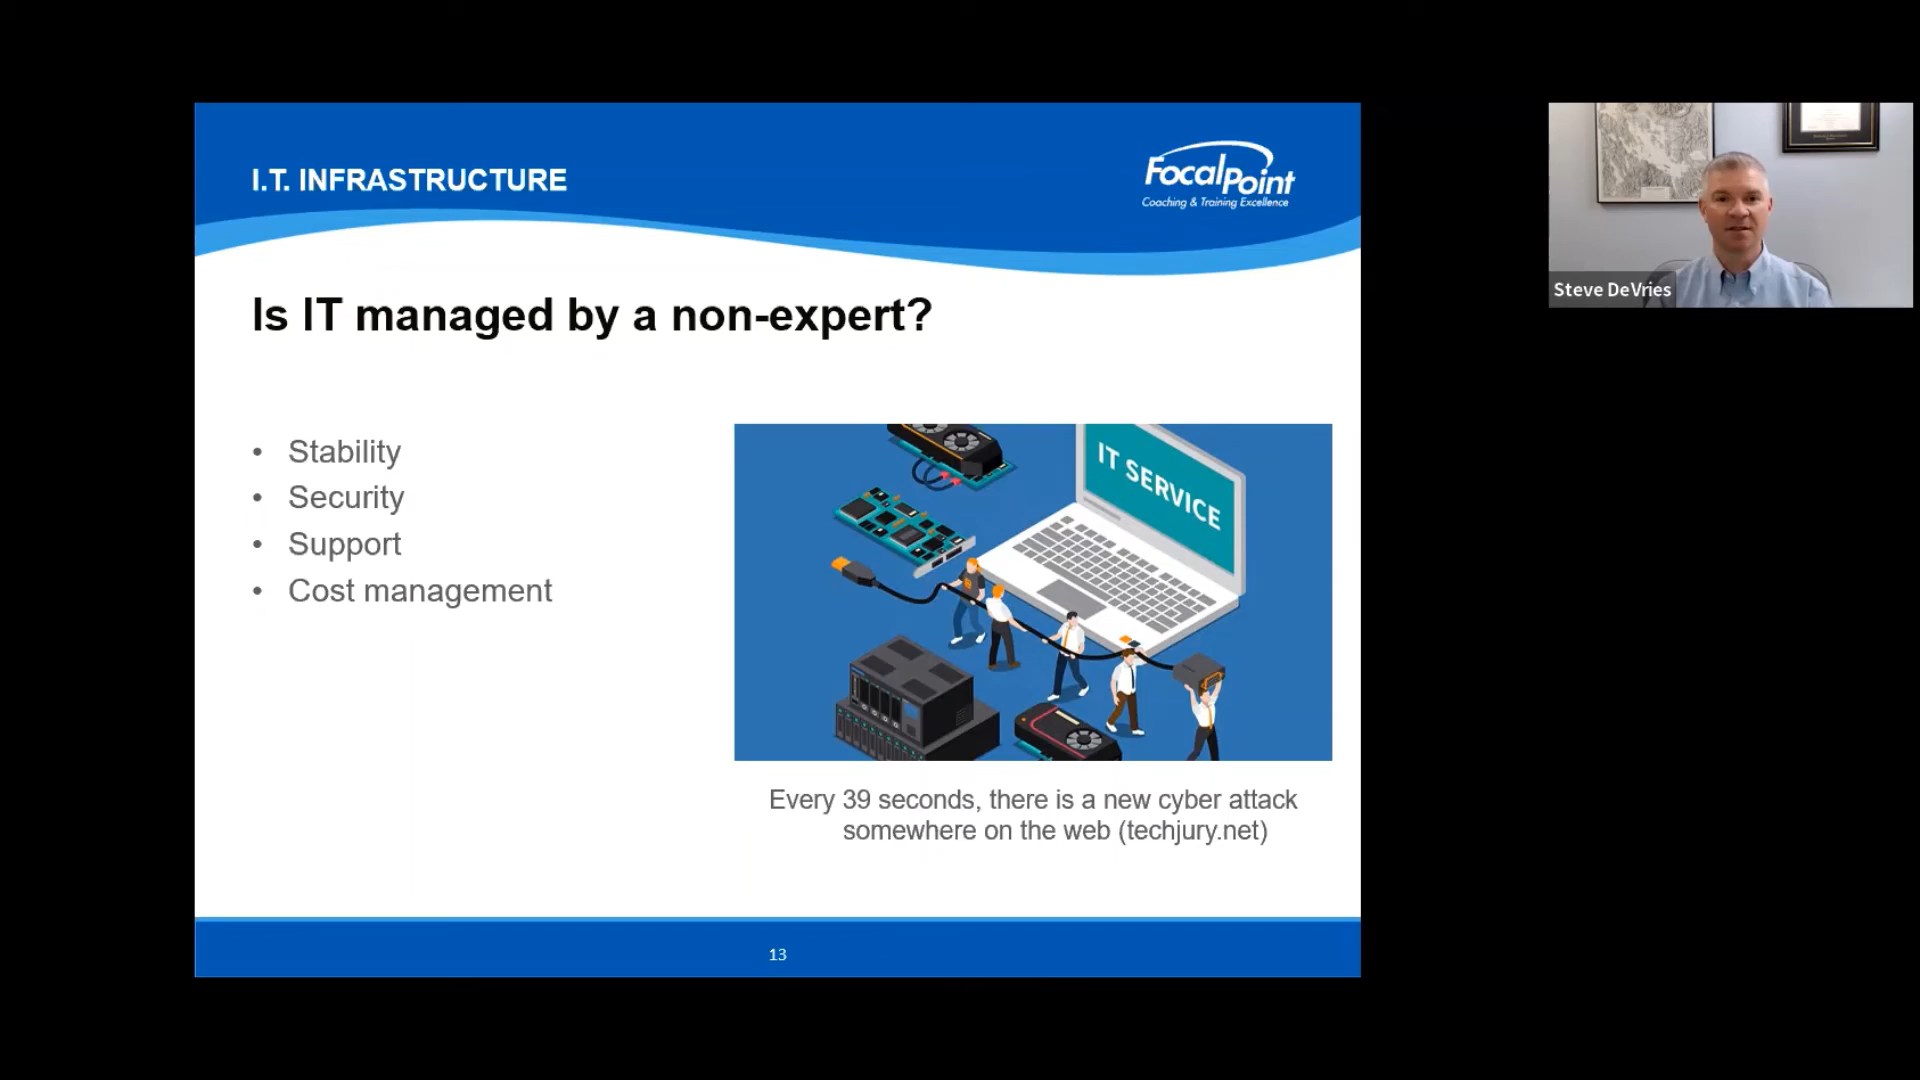 I.T. INFRASTRUCTURE
FocalPoint
Coaching & Training Excellence
Is IT managed by a non-expert?
• Stability
• Security
• Support
• Cost management
IT SERVICE
Every 39 seconds, there is a new cyber attack
somewhere on the web (techjury.net)
13
Steve DeVries